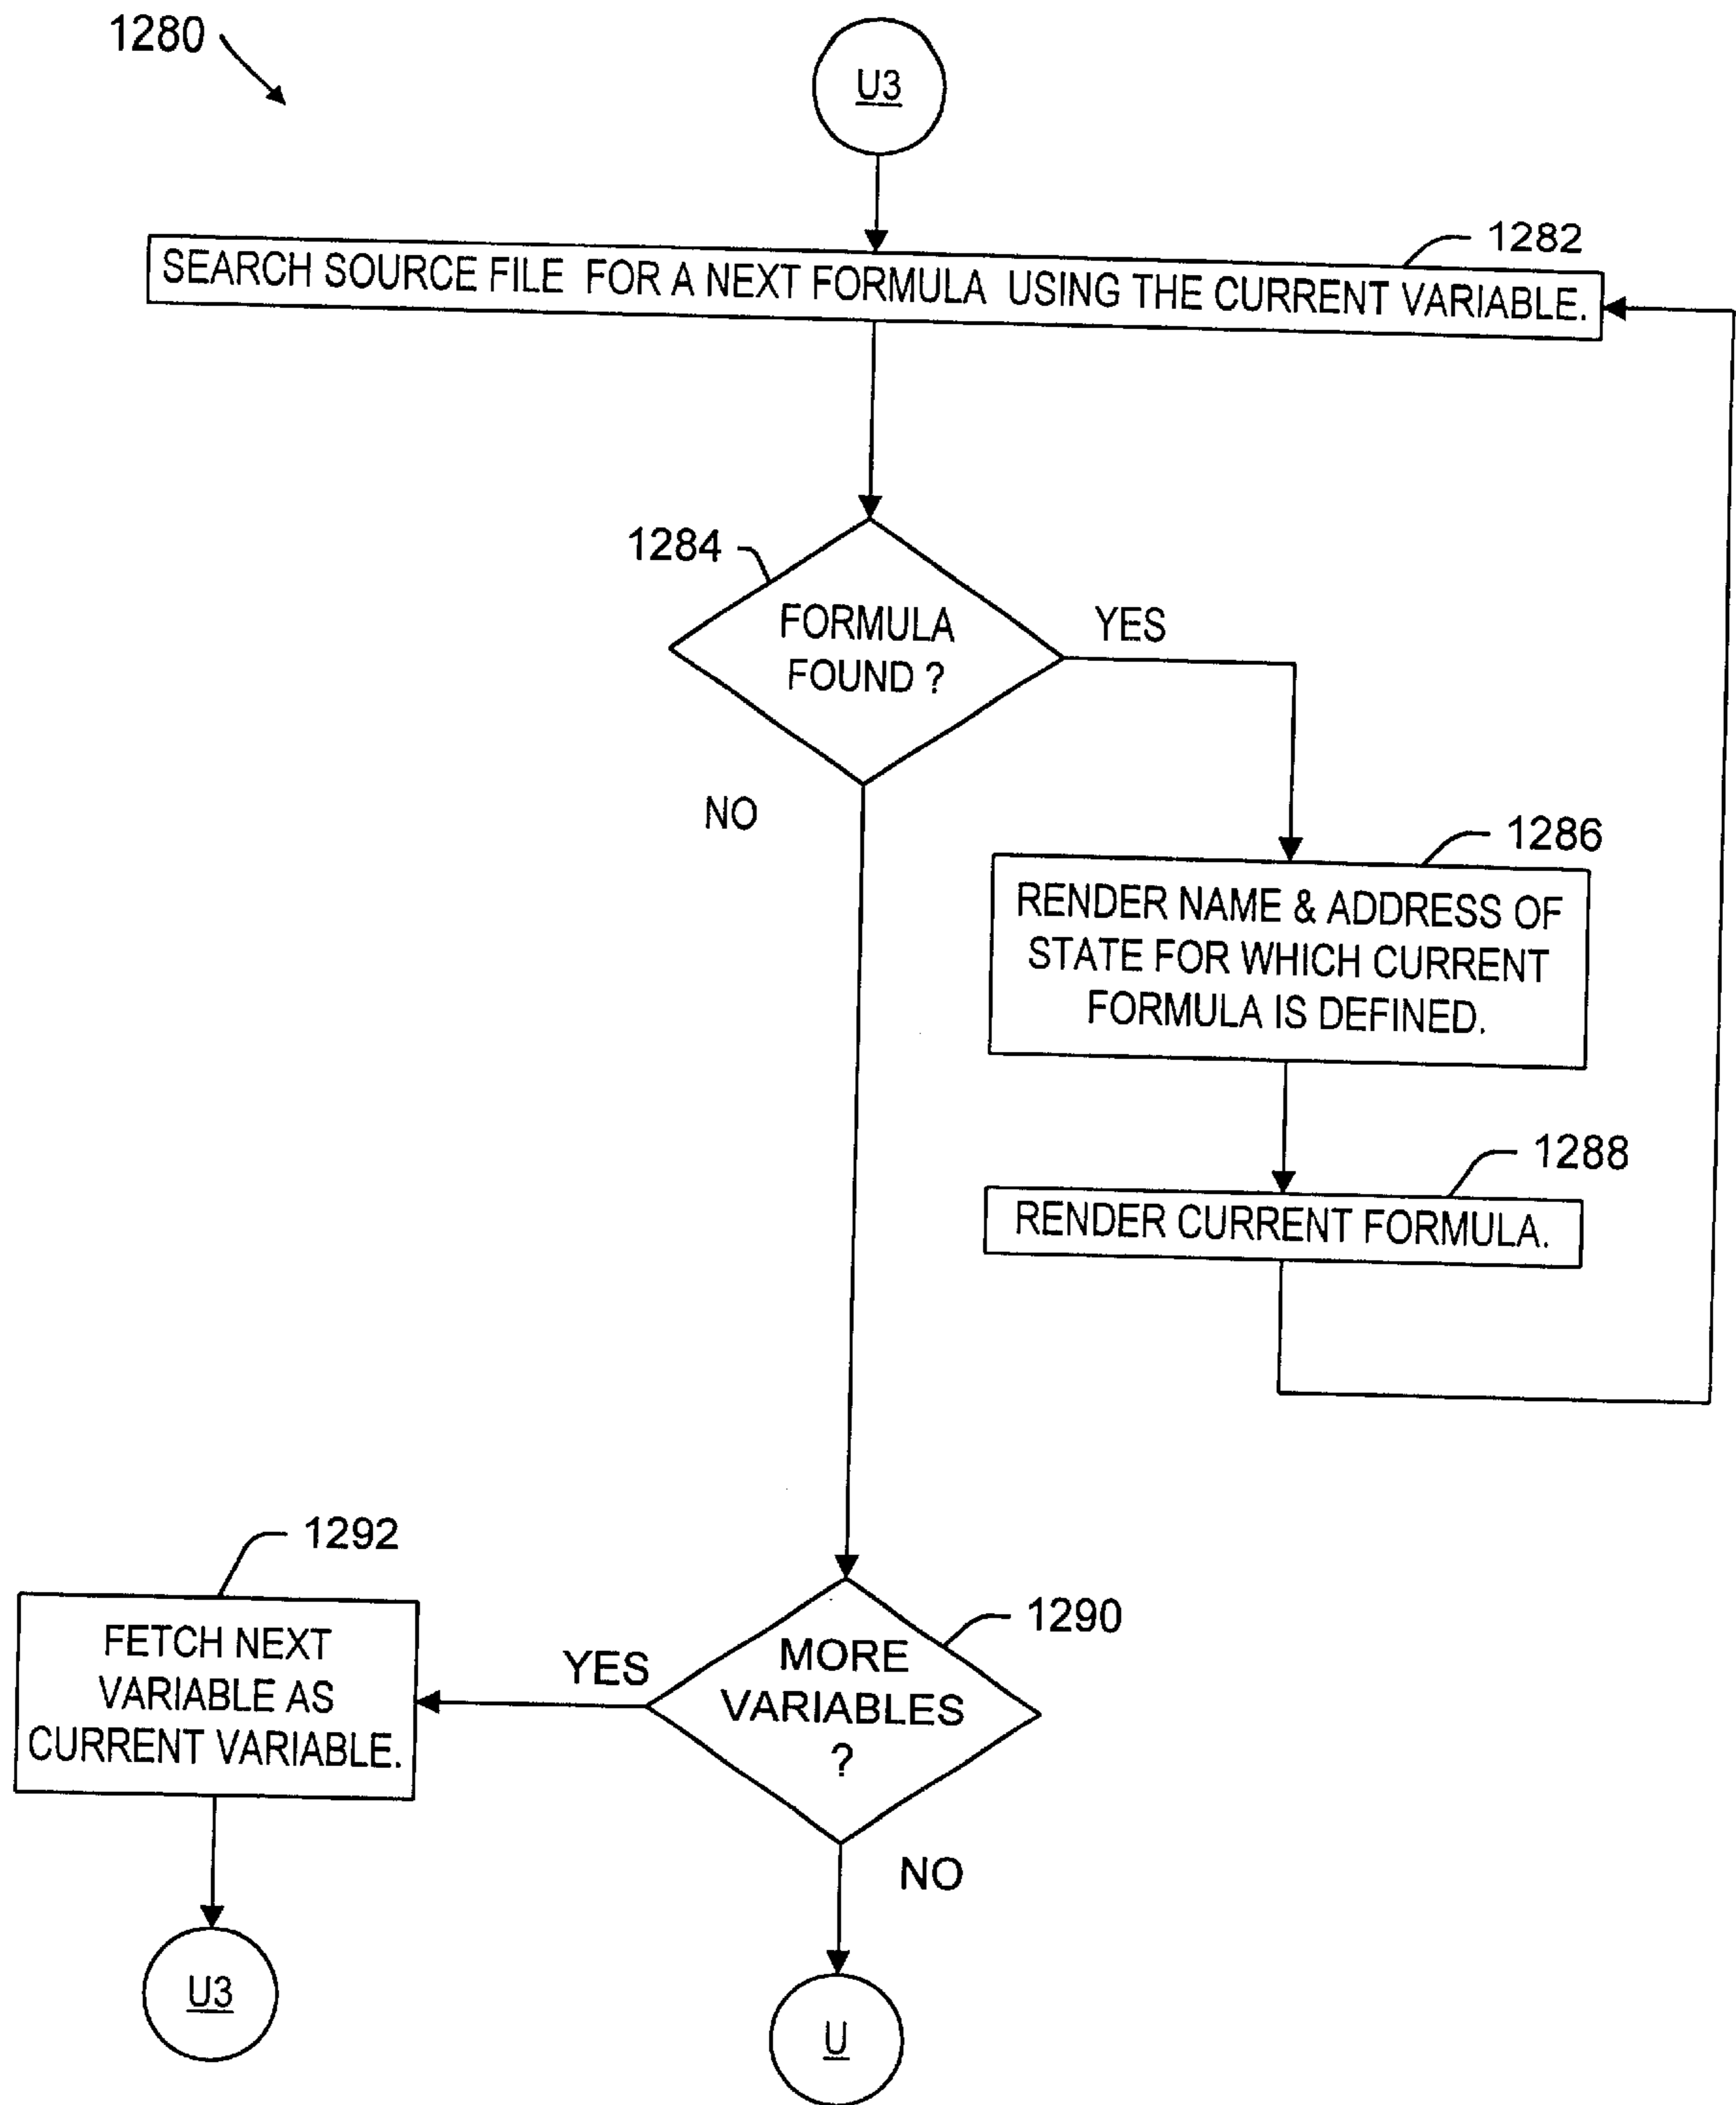 1280
U3
1282
SEARCH SOURCE FILE FOR A NEXT FORMULA USING THE CURRENT VARIABLE.
1284
FORMULA
FOUND ?
YES
NO
1286
RENDER NAME & ADDRESS OF
STATE FOR WHICH CURRENT
FORMULA IS DEFINED.
1288
RENDER CURRENT FORMULA.
1292
FETCH NEXT
VARIABLE AS
CURRENT VARIABLE.
YES
1290
MORE
VARIABLES
?
NO
U3
U